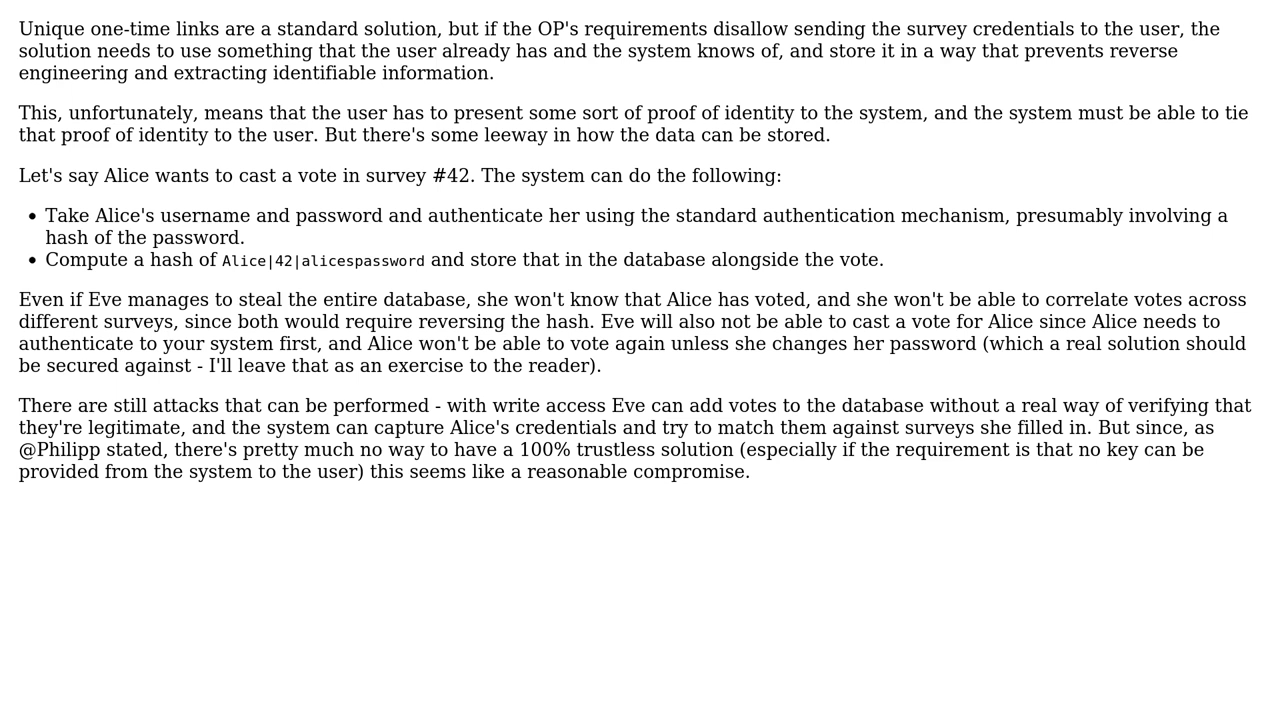 Unique one-time links are a standard solution, but if the OP's requirements disallow sending the survey credentials to the user, the
solution needs to use something that the user already has and the system knows of, and store it in a way that prevents reverse
engineering and extracting identifiable information.
This, unfortunately, means that the user has to present some sort of proof of identity to the system, and the system must be able to tie
that proof of identity to the user. But there's some leeway in how the data can be stored.
Let's say Alice wants to cast a vote in survey #42. The system can do the following:
• Take Alice's username and password and authenticate her using the standard authentication mechanism, presumably involving a
hash of the password.
• Compute a hash of Alice|42|alicespassword and store that in the database alongside the vote.
Even if Eve manages to steal the entire database, she won't know that Alice has voted, and she won't be able to correlate votes across
different surveys, since both would require reversing the hash. Eve will also not be able to cast a vote for Alice since Alice needs to
authenticate to your system first, and Alice won't be able to vote again unless she changes her password (which a real solution should
be secured against - I'll leave that as an exercise to the reader).
There are still attacks that can be performed - with write access Eve can add votes to the database without a real way of verifying that
they're legitimate, and the system can capture Alice's credentials and try to match them against surveys she filled in. But since, as
@Philipp stated, there's pretty much no way to have a 100% trustless solution (especially if the requirement is that no key can be
provided from the system to the user) this seems like a reasonable compromise.